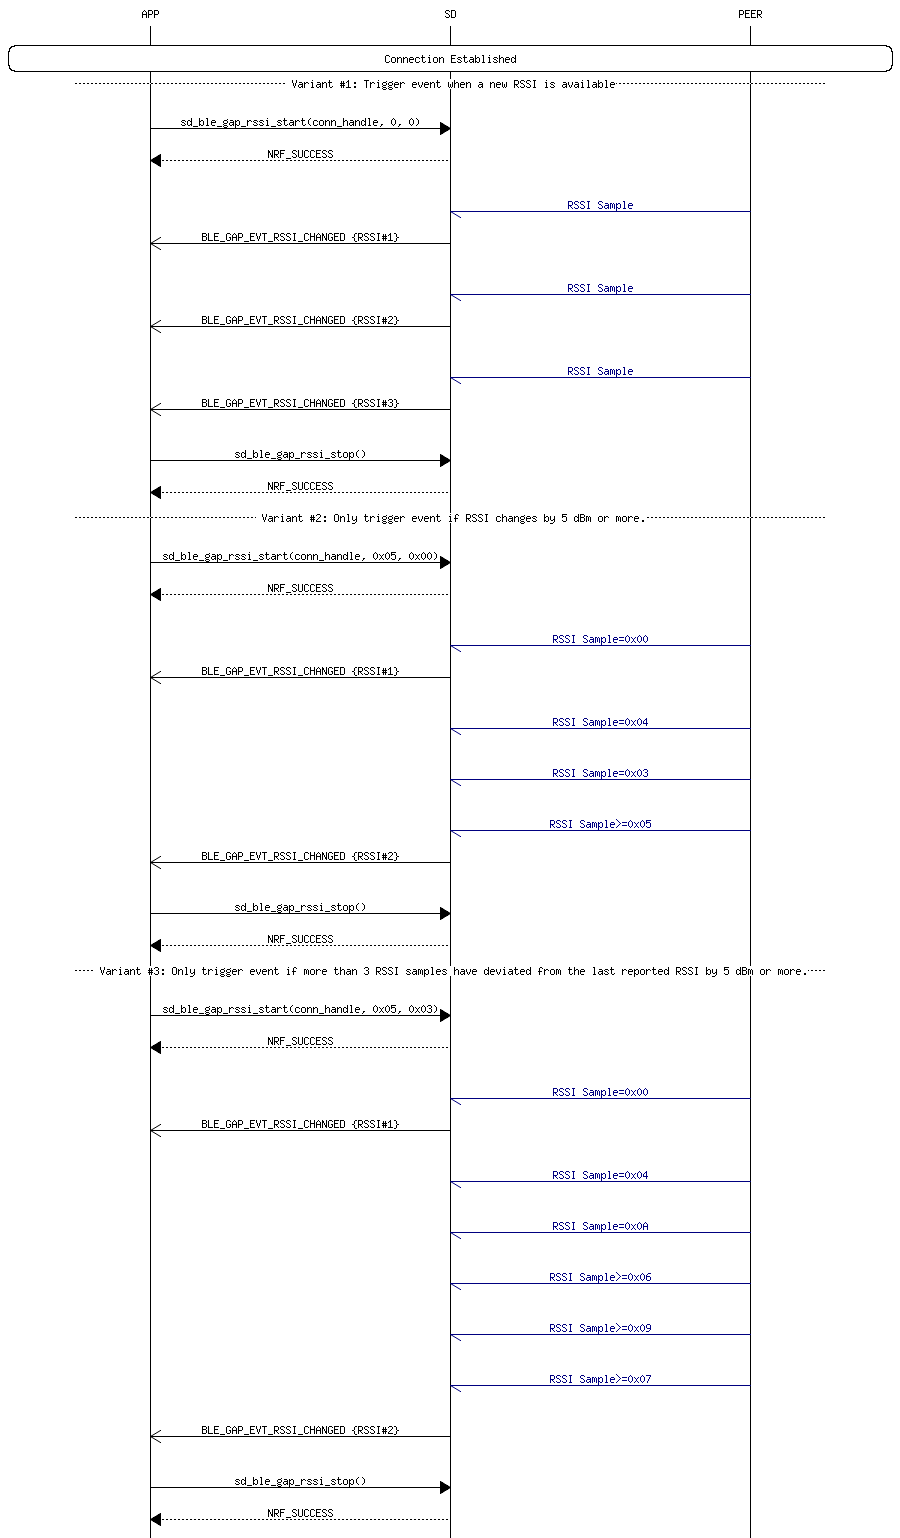 APP SD PEER
Connection Established
Variant #1: Trigger event when a new RSSI is available
sd_ble_gap_rssi_start(conn_handle, 0, 0)
NRF_SUCCESS
RSSI Sample
BLE_GAP_EVT_RSSI_CHANGED {RSSI#1}
RSSI Sample
BLE_GAP_EVT_RSSI_CHANGED {RSSI#2}
RSSI Sample
BLE_GAP_EVT_RSSI_CHANGED {RSSI#3}
sd_ble_gap_rssi_stop()
NRF_SUCCESS
Variant #2: Only trigger event if RSSI changes by 5 dBm or more.
sd_ble_gap_rssi_start(conn_handle, 0x05, 0x00)
NRF_SUCCESS
RSSI Sample=0x00
BLE_GAP_EVT_RSSI_CHANGED {RSSI#1}
RSSI Sample=0x04
RSSI Sample=0x03
RSSI Sample>=0x05
BLE_GAP_EVT_RSSI_CHANGED {RSSI#2}
sd_ble_gap_rssi_stop()
NRF_SUCCESS
Variant #3: Only trigger event if more than 3 RSSI samples have deviated from the last reported RSSI by 5 dBm or more.
sd_ble_gap_rssi_start(conn_handle, 0x05, 0x03)
NRF_SUCCESS
RSSI Sample=0x00
BLE_GAP_EVT_RSSI_CHANGED {RSSI#1}
RSSI Sample=0x04
RSSI Sample=0x0A
RSSI Sample>=0x06
RSSI Sample>=0x09
RSSI Sample>=0x07
BLE_GAP_EVT_RSSI_CHANGED {RSSI#2}
sd_ble_gap_rssi_stop()
NRF_SUCCESS